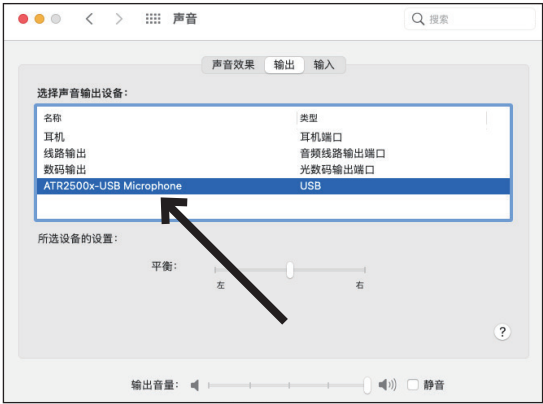 声音
搜索
声音效果 输出 输入
选择声音输出设备：
名称 类型
耳机 耳机端口
线路输出 音频线路输出端口
数码输出 光数码输出端口
ATR2500x-USB Microphone USB
所选设备的设置：
平衡：
左 右
?
输出音量： 静音